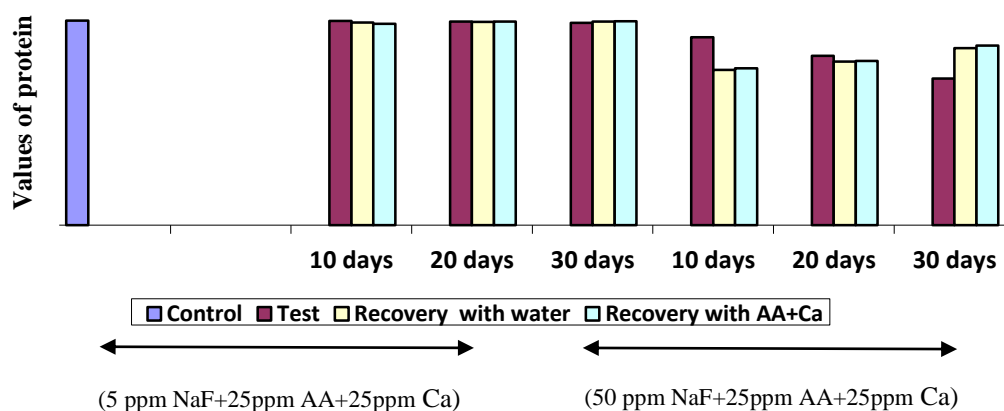 Values of protein
10 days 20 days 30 days 10 days 20 days 30 days
Control Test Recovery with water Recovery with AA+Ca
(5 ppm NaF+25ppm AA+25ppm Ca) (50 ppm NaF+25ppm AA+25ppm Ca)